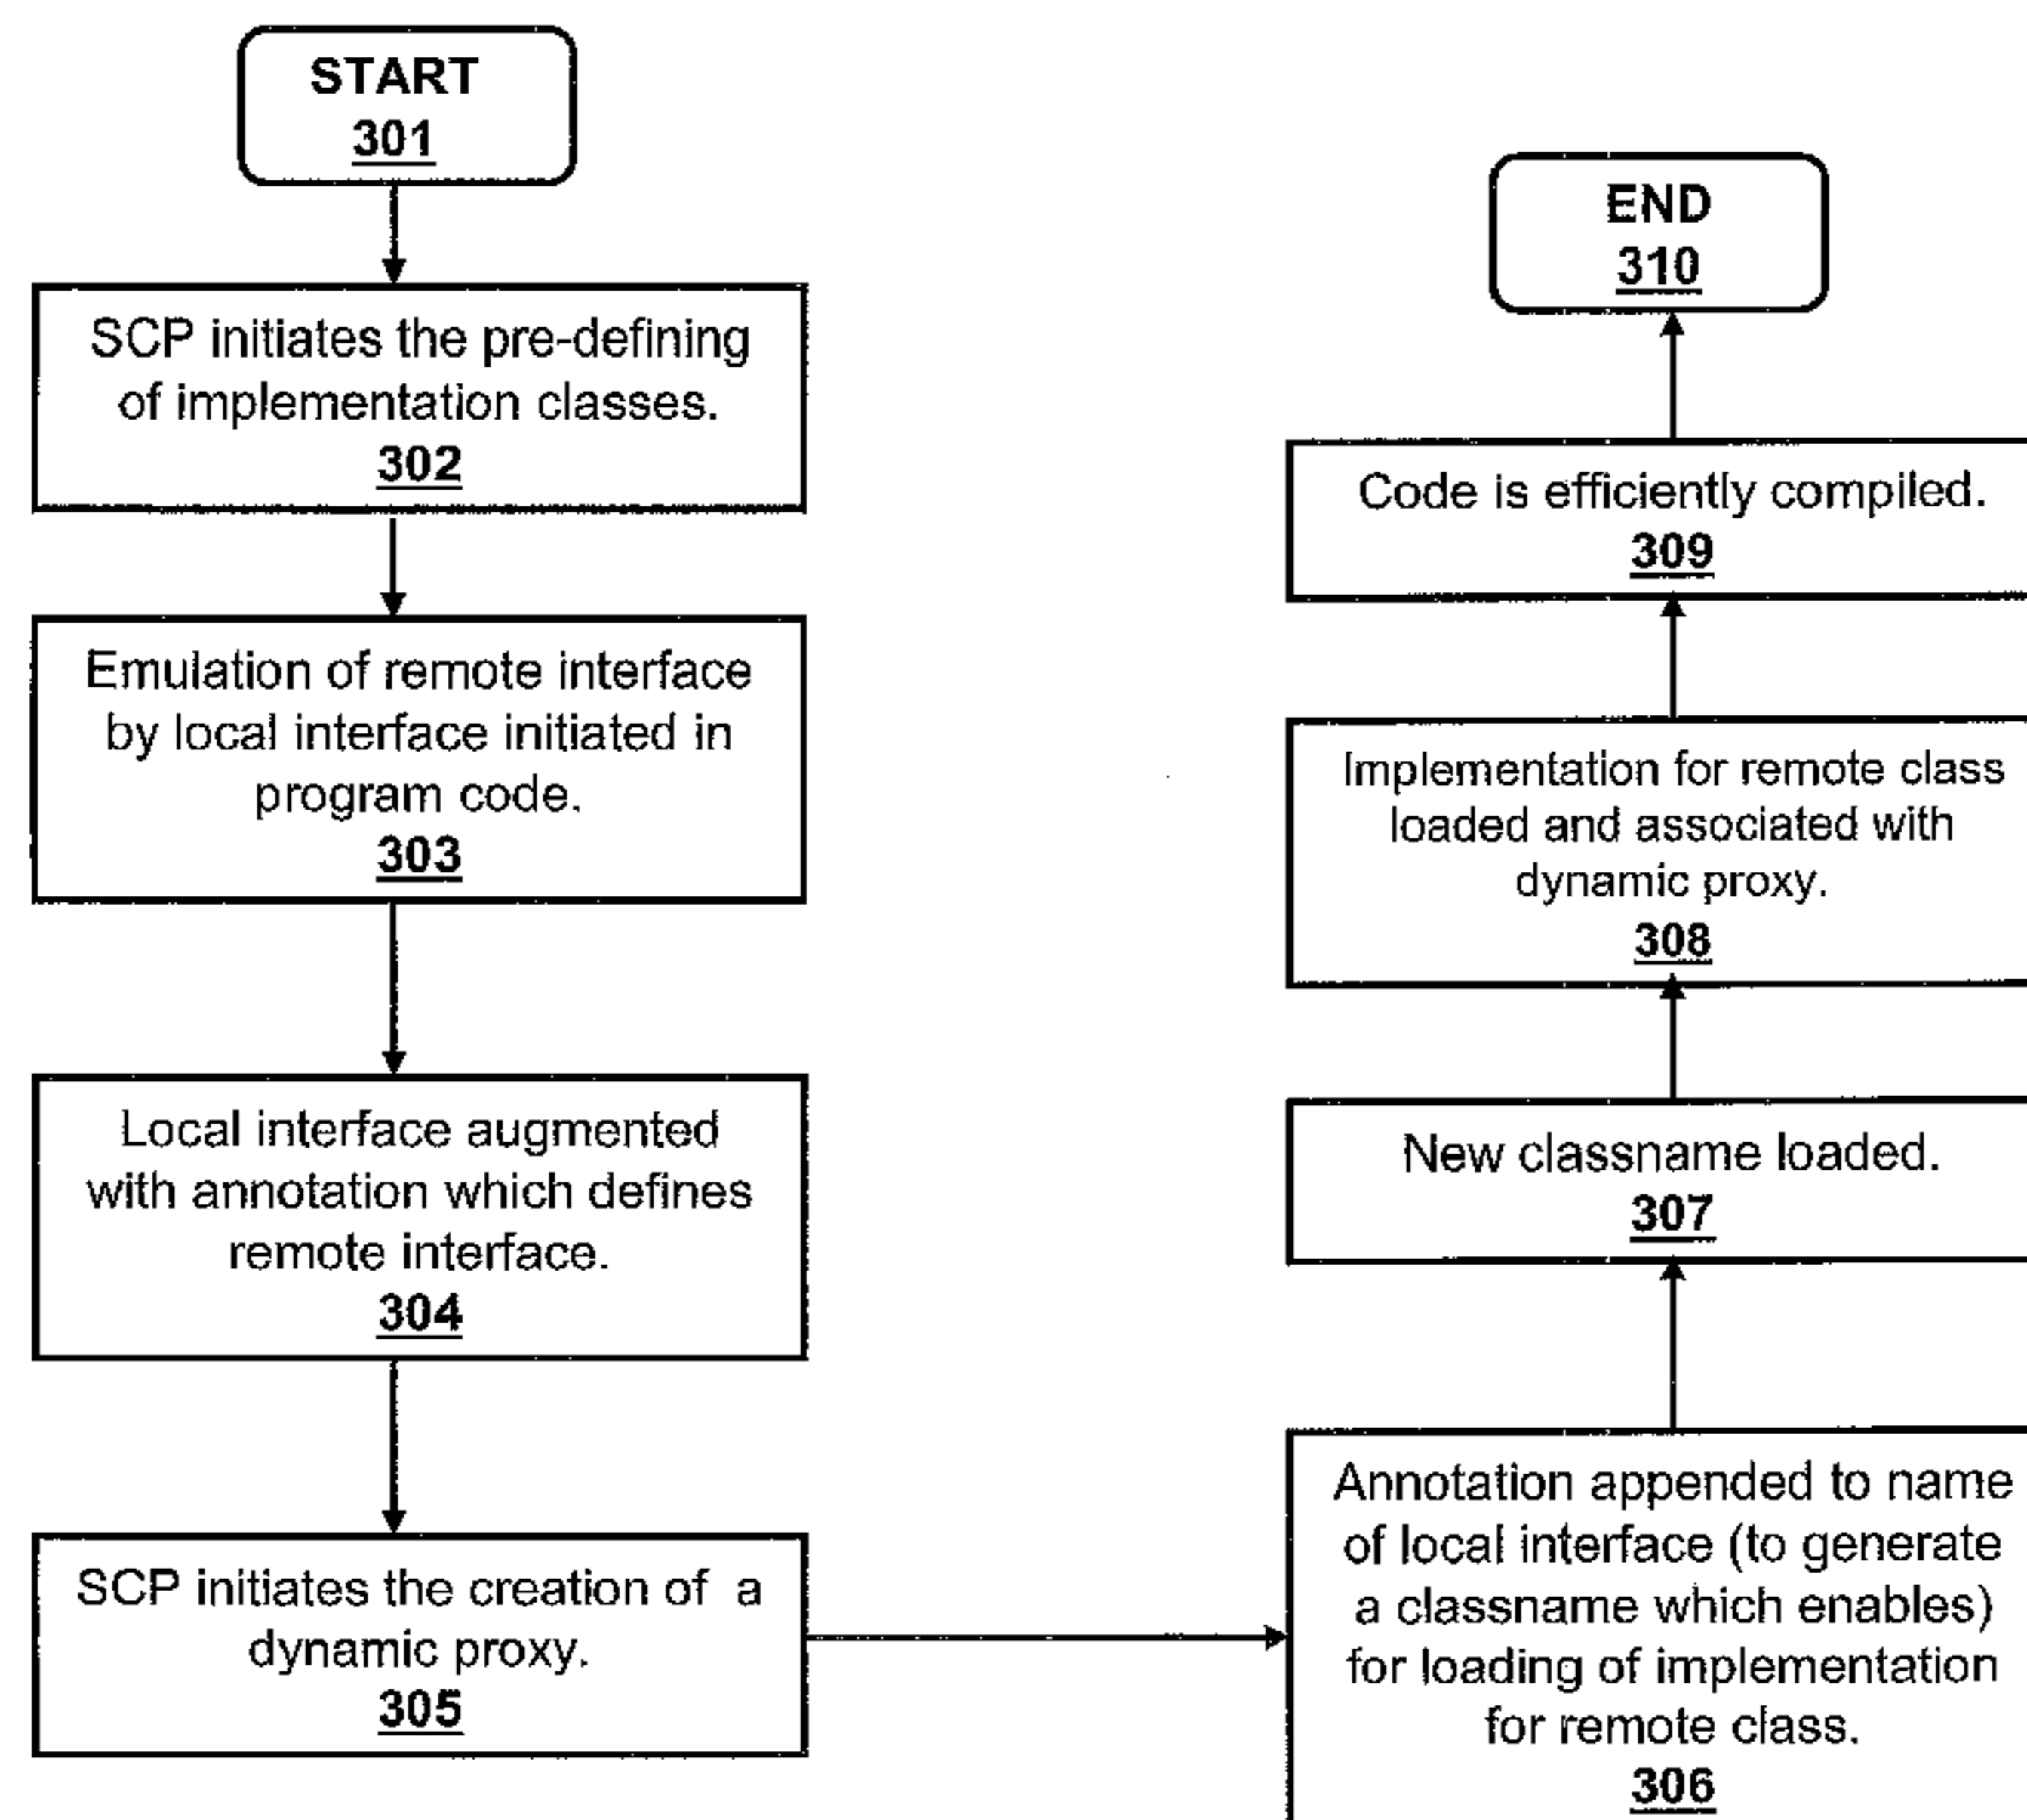 START
301
SCP initiates the pre-defining
of implementation classes.
302
Emulation of remote interface
by local interface initiated in
program code.
303
Local interface augmented
with annotation which defines
remote interface.
304
SCP initiates the creation of a
dynamic proxy.
305
Annotation appended to name
of local interface (to generate
a classname which enables)
for loading of implementation
for remote class.
306
New classname loaded.
307
Implementation for remote class
loaded and associated with
dynamic proxy.
308
Code is efficiently compiled.
309
END
310